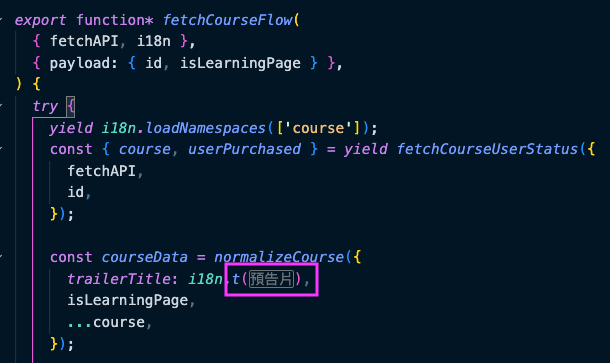 export function* fetchCourseFlow(
{ fetchAPI, i18n },
{ payload: { id, isLearningPage } },
) {
try {
yield i18n.loadNamespaces(['course']);
const { course, userPurchased } = yield fetchCourseUserStatus({
fetchAPI,
id,
});
const courseData = normalizeCourse({
trailerTitle: i18n.t(預告片),
isLearningPage,
...course,
});